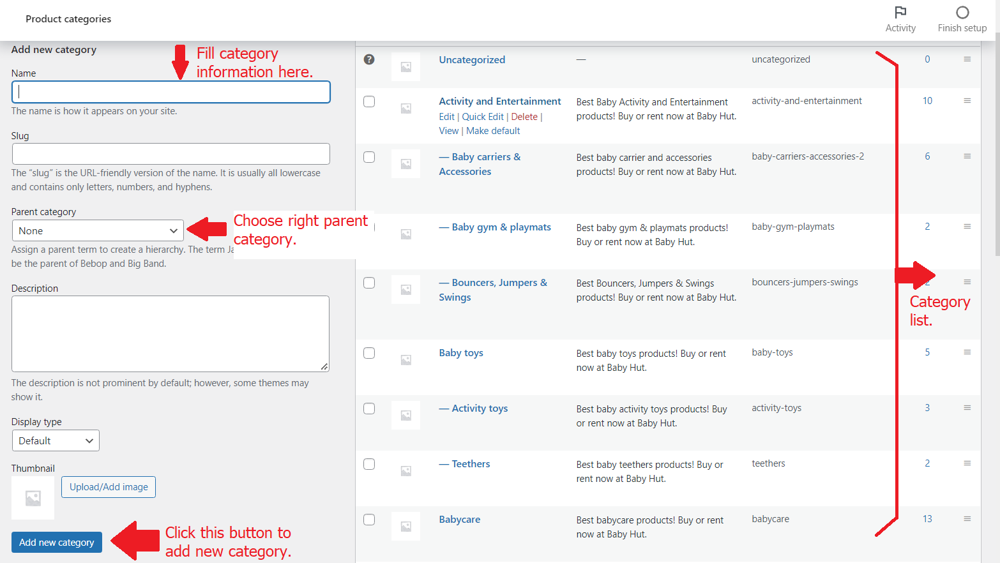 Product categories
Activity
Finish setup
Add new category
Fill category
information here.
Name
The name is how it appears on your site.
Slug
The “slug” is the URL-friendly version of the name. It is usually all lowercase
and contains only letters, numbers, and hyphens.
Parent category
None
Choose right parent
category.
Assign a parent term to create a hierarchy. The term
be the parent of Bebop and Big Band.
Description
The description is not prominent by default; however, some themes may
show it.
Display type
Default
Thumbnail
Upload/Add image
Add new category
Click this button to
add new category.
Uncategorized — uncategorized 0
Activity and Entertainment Best Baby Activity and Entertainment activity-and-entertainment 10
Edit | Quick Edit | Delete | products! Buy or rent now at Baby Hut.
View | Make default
— Baby carriers & Best baby carrier and accessories baby-carriers-accessories-2 6
Accessories products! Buy or rent now at Baby Hut.
— Baby gym & playmats Best baby gym & playmats products! baby-gym-playmats 2
Buy or rent now at Baby Hut.
— Bouncers, Jumpers & Best Bouncers, Jumpers & Swings bouncers-jumpers-swings
Swings products! Buy or rent now at Baby Hut.
Category
list.
Baby toys Best baby toys products! Buy or rent baby-toys 5
now at Baby Hut.
— Activity toys Best baby activity toys products! Buy activity-toys 3
or rent now at Baby Hut.
— Teethers Best baby teethers products! Buy or teethers 2
rent now at Baby Hut.
Babycare Best babycare products! Buy or rent babycare 13
now at Baby Hut.